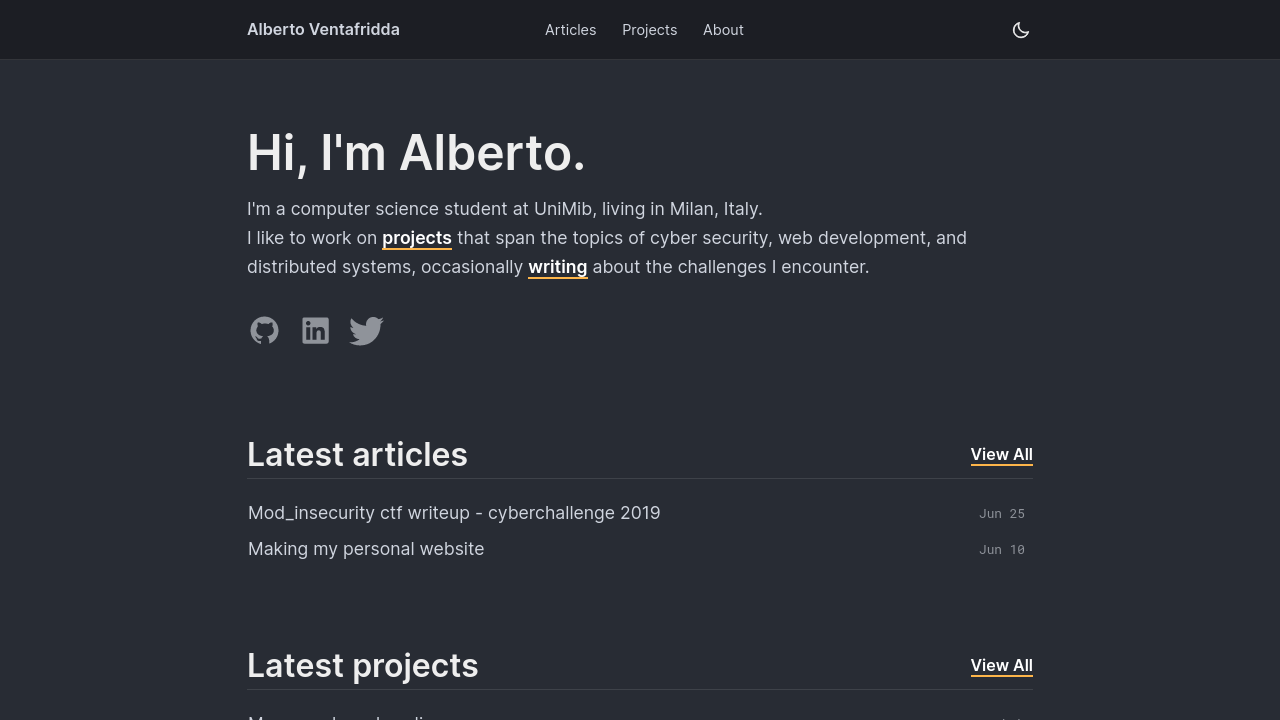 Alberto Ventafridda
Articles Projects About
Hi, I'm Alberto.
I'm a computer science student at UniMib, living in Milan, Italy.
I like to work on projects that span the topics of cyber security, web development, and
distributed systems, occasionally writing about the challenges I encounter.
Latest articles
View All
Mod_insecurity ctf writeup - cyberchallenge 2019
Jun 25
Making my personal website
Jun 10
Latest projects
View All